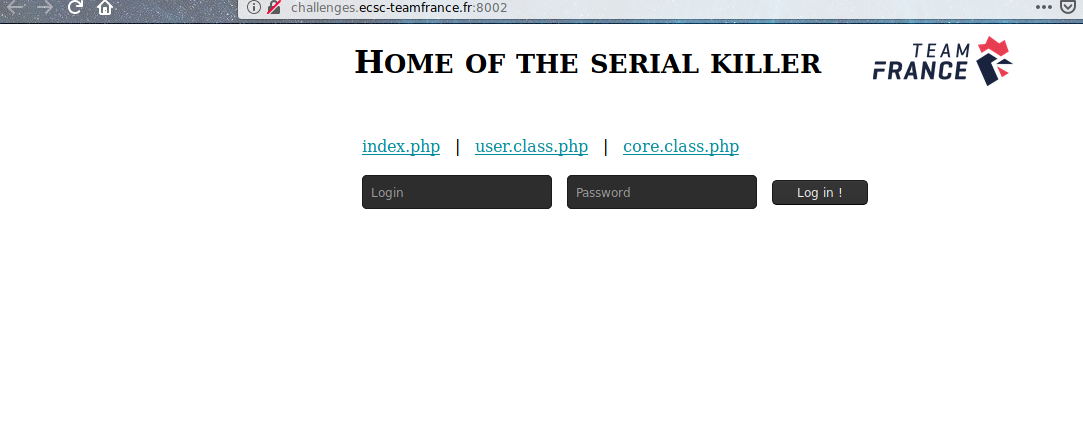 challenges.ecsc-teamfrance.fr:8002
HOME OF THE SERIAL KILLER
TEAM
FRANCE
index.php | user.class.php | core.class.php
Login Password Log in !